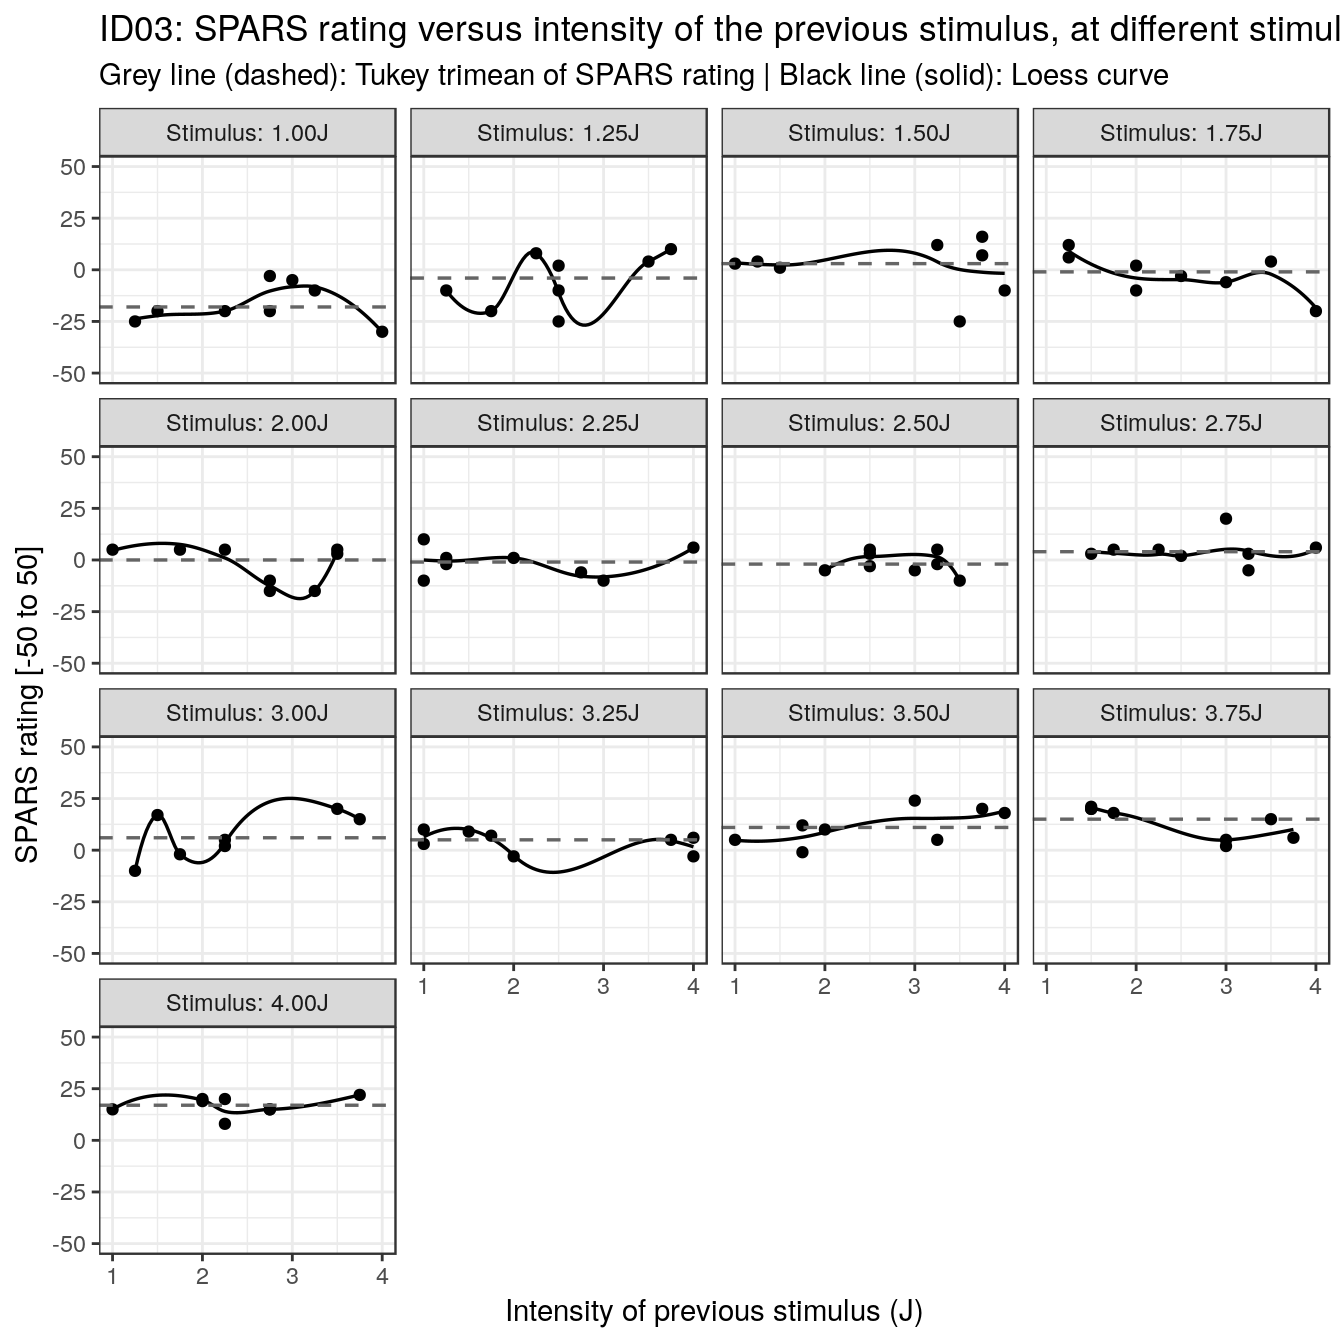 ID03: SPARS rating versus intensity of the previous stimulus, at different stimul
Grey line (dashed): Tukey trimean of SPARS rating | Black line (solid): Loess curve
Stimulus: 1.00J Stimulus: 1.25J Stimulus: 1.50J Stimulus: 1.75J
50
25
0
-25
-50
Stimulus: 2.00J Stimulus: 2.25J Stimulus: 2.50J Stimulus: 2.75J
50
25
0
-25
-50
Stimulus: 3.00J Stimulus: 3.25J Stimulus: 3.50J Stimulus: 3.75J
50
25
0
-25
-50
1 2 3 4 1 2 3 4 1 2 3 4
Stimulus: 4.00J
50
25
0
-25
-50
1 2 3 4
SPARS rating [-50 to 50]
Intensity of previous stimulus (J)